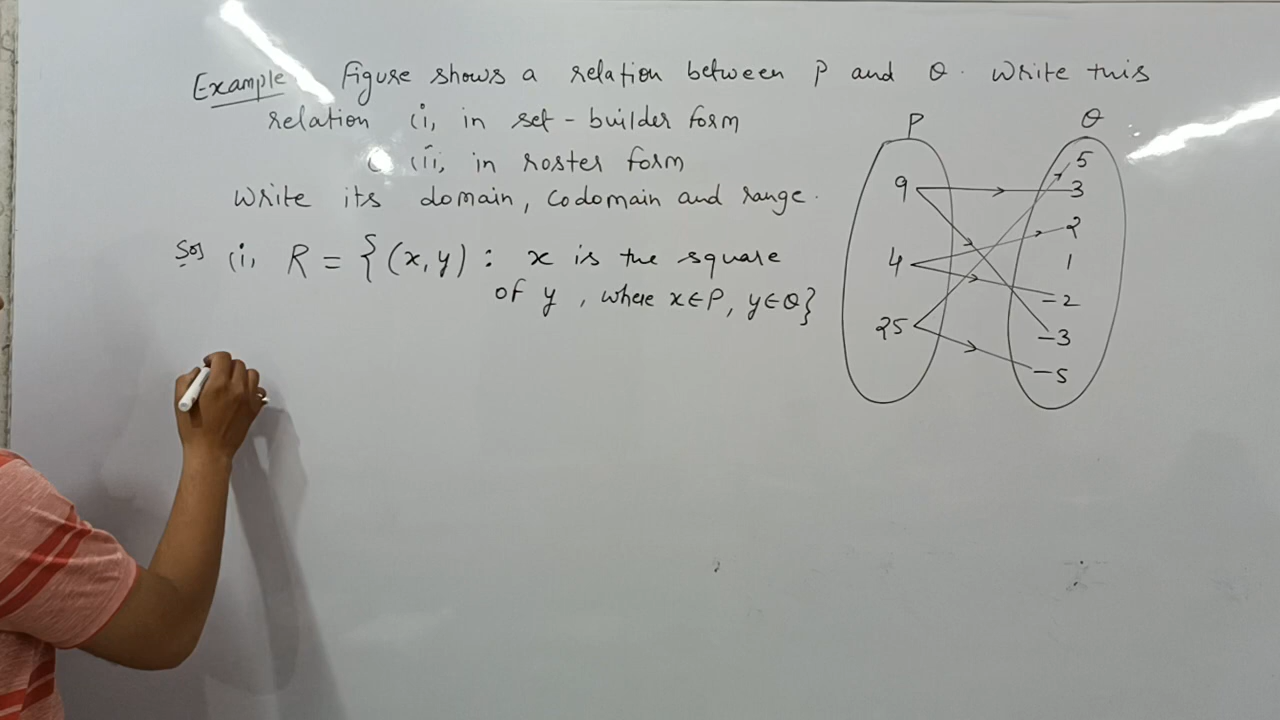 Example Figure shows a relation between P and Q. Write this
relation (i) in set-builder form
(ii) in roster form
Write its domain, codomain and range.
Sol (i) R = {(x,y) : x is the square
of y, where x∈P, y∈Q}
P Q
5
9 3
2
4 1
-2
25 -3
-5